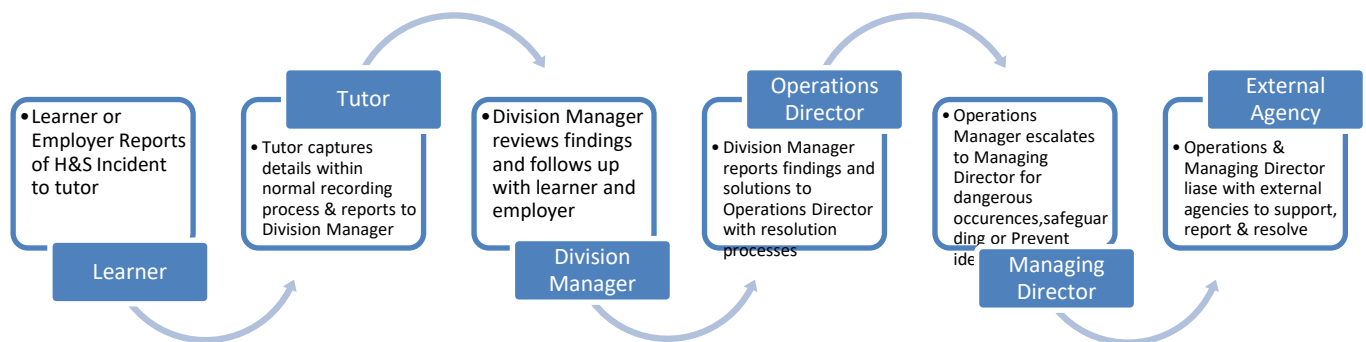 • Learner or
Employer Reports
of H&S Incident
to tutor
Learner
Tutor
• Tutor captures
details within
normal recording
process & reports to
Division Manager
• Division Manager
reviews findings
and follows up
with learner and
employer
Division
Manager
Operations
Director
• Division Manager
reports findings and
solutions to
Operations Director
with resolution
processes
• Operations
Manager escalates
to Managing
Director for
dangerous
occurences,safeguar
ding or Prevent
Managing
Director
External
Agency
• Operations &
Managing Director
liase with external
agencies to support,
report & resolve